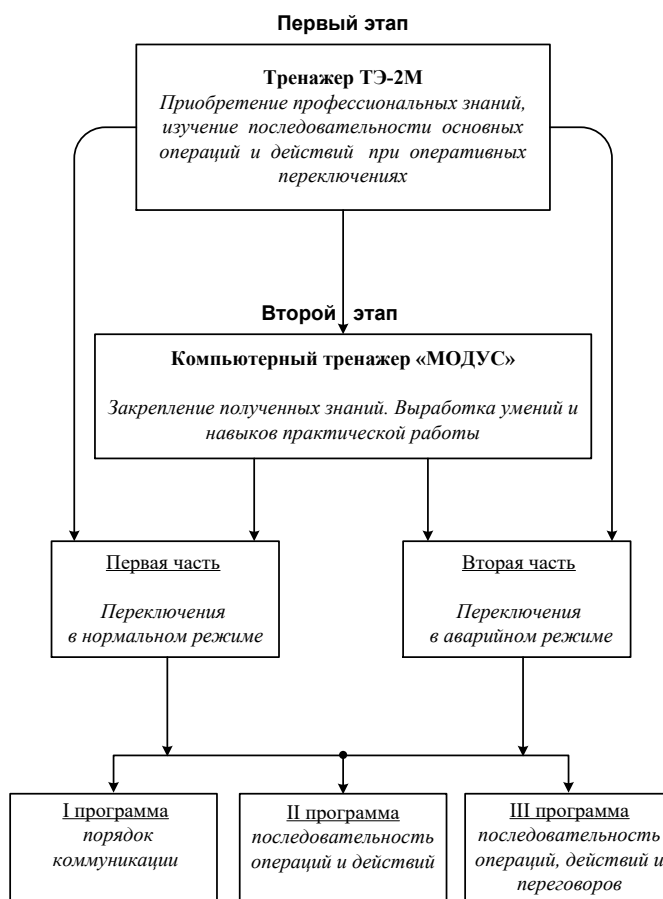 Первый этап
Тренажер ТЭ-2М
Приобретение профессиональных знаний,
изучение последовательности основных
операций и действий при оперативных
переключениях
Второй этап
Компьютерный тренажер «МОДУС»
Закрепление полученных знаний. Выработка умений и
навыков практической работы
Первая часть
Переключения
в нормальном режиме
Вторая часть
Переключения
в аварийном режиме
I программа
порядок
коммуникации
II программа
последовательность
операций и действий
III программа
последовательность
операций, действий и
переговоров